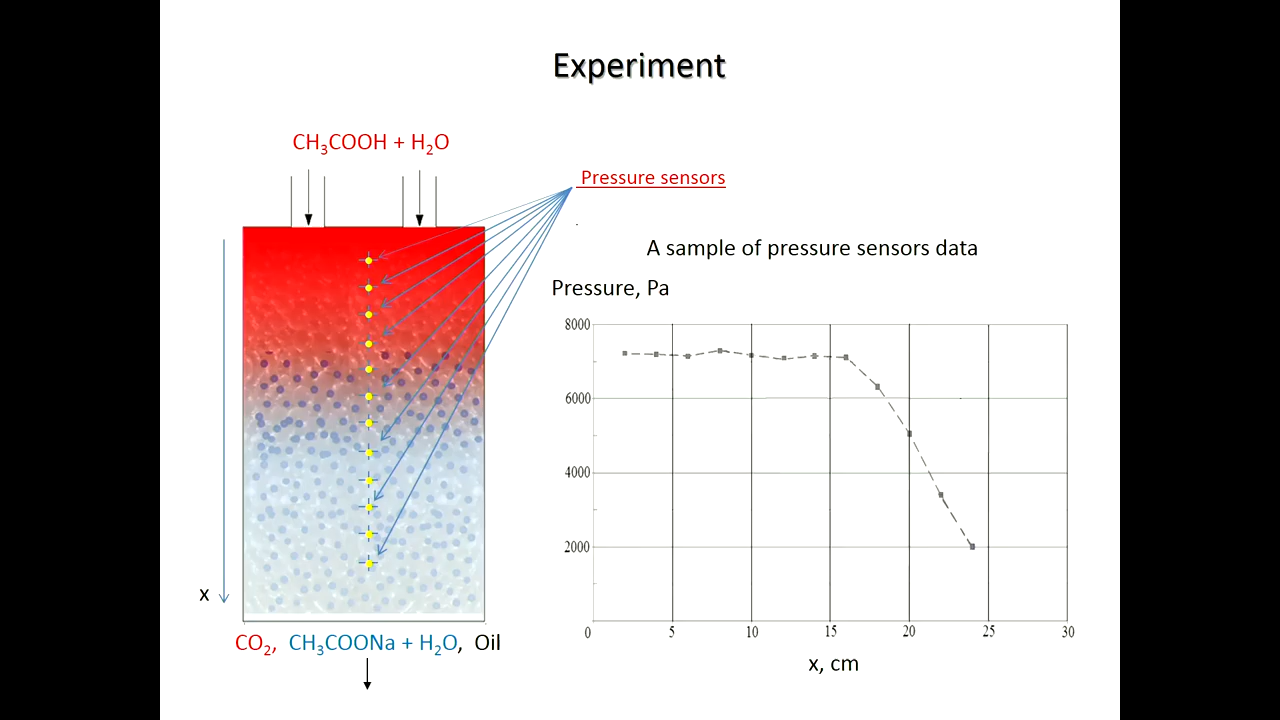 Experiment
CH₃COOH + H₂O
Pressure sensors
A sample of pressure sensors data
Pressure, Pa
8000
6000
4000
2000
0 5 10 15 20 25 30
x, cm
x
CO₂, CH₃COONa + H₂O, Oil